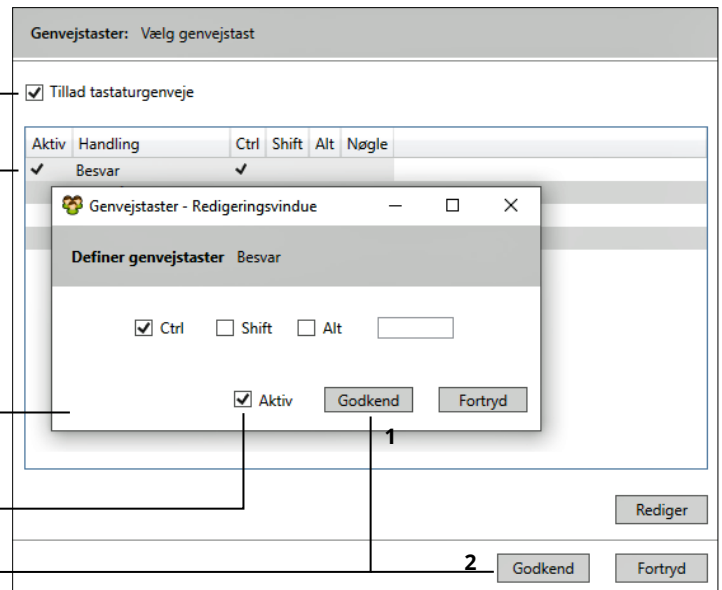 Genvejstaster: Vælg genvejstast
Tillad tastaturgenveje
Aktiv Handling Ctrl Shift Alt Nøgle
Besvar
Genvejstaster - Redigeringsvindue
Definer genvejstaster Besvar
Ctrl Shift Alt
Aktiv Godkend Fortryd
1
Rediger
2 Godkend Fortryd